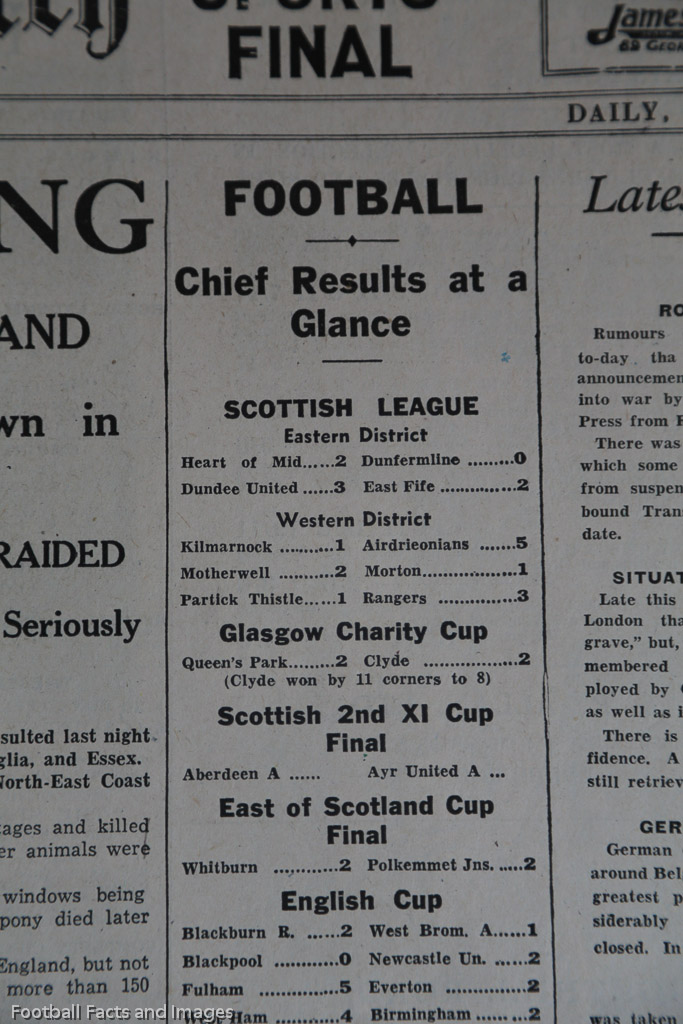 SPORTS
FINAL
James
69 GEOR
DAILY,
NG
AND
wn in
RAIDED
Seriously
sulted last night
glia, and Essex.
North-East Coast
tages and killed
er animals were
windows being
pony died later
England, but not
more than 150
FOOTBALL
Chief Results at a
Glance
SCOTTISH LEAGUE
Eastern District
Heart of Mid......2 Dunfermline .........0
Dundee United ......3 East Fife ...............2
Western District
Kilmarnock ...........1 Airdrieonians .......5
Motherwell ...........2 Morton..................1
Partick Thistle......1 Rangers ...............3
Glasgow Charity Cup
Queen's Park.........2 Clyde ..................2
(Clyde won by 11 corners to 8)
Scottish 2nd XI Cup
Final
Aberdeen A ...... Ayr United A ...
East of Scotland Cup
Final
Whitburn ............2 Polkemmet Jns. .....2
English Cup
Blackburn R. ......2 West Brom. A......1
Blackpool ............0 Newcastle Un. ......2
Fulham ...............5 Everton ...............2
West Ham ............4 Birmingham .........2
Late
RO
Rumours
to-day tha
announcemen
into war by
Press from R
There was
which some
from suspen
bound Tran
date.
SITUAT
Late this
London tha
grave," but,
membered
ployed by
as well as i
There is
fidence. A
still retriev
GER
German
around Bel
greatest p
siderably
closed. In
was taken
Football Facts and Images